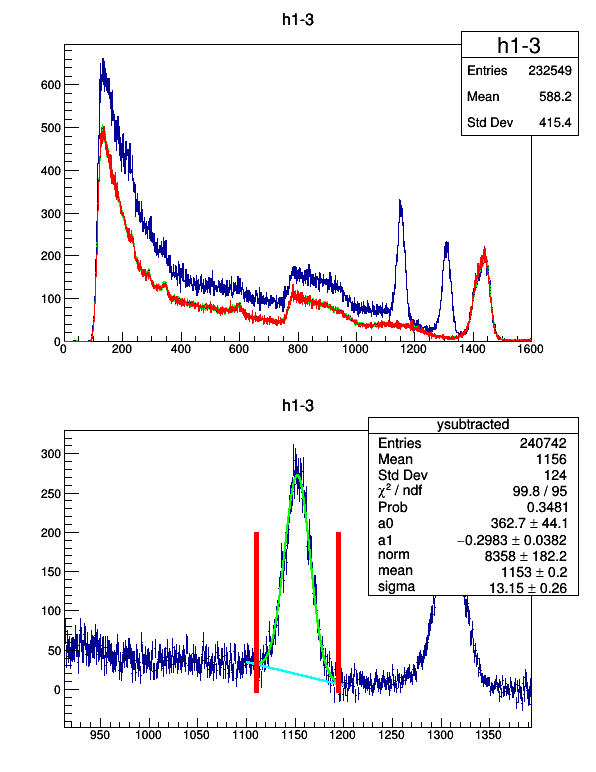 h1-3
h1-3
Entries 232549
Mean 588.2
Std Dev 415.4
600
500
400
300
200
100
0
0 200 400 600 800 1000 1200 1400 1600
h1-3
ysubtracted
Entries 240742
Mean 1156
Std Dev 124
χ² / ndf 99.8 / 95
Prob 0.3481
a0 362.7 ± 44.1
a1 −0.2983 ± 0.0382
norm 8358 ± 182.2
mean 1153 ± 0.2
sigma 13.15 ± 0.26
300
250
200
150
100
50
0
950 1000 1050 1100 1150 1200 1250 1300 1350